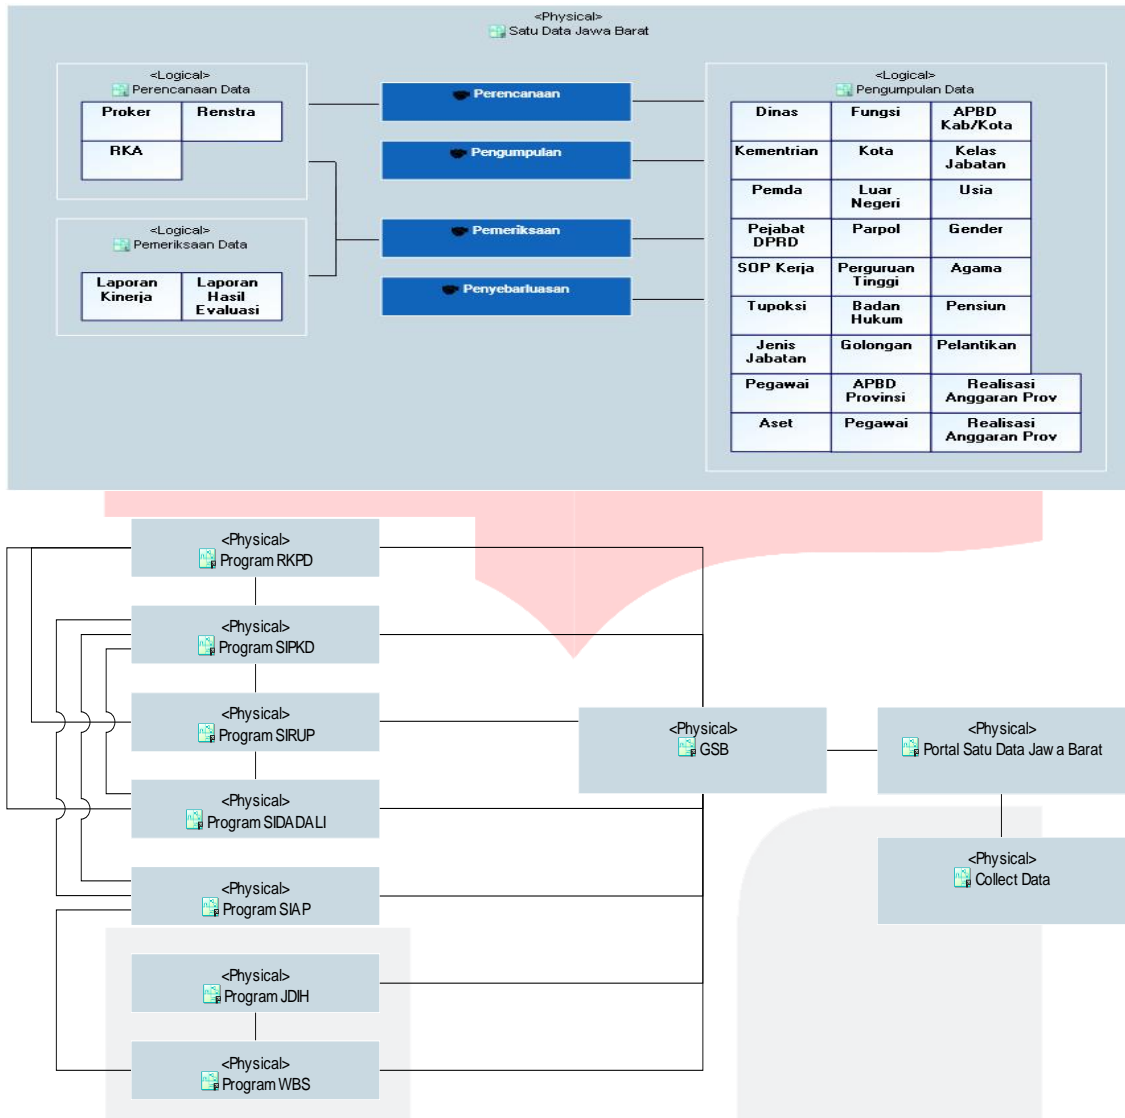 <Physical>
Satu Data Jawa Barat
<Logical>
Perencanaan Data
Proker
Renstra
RKA
<Logical>
Pemeriksaan Data
Laporan
Kinerja
Laporan
Hasil
Evaluasi
Perencanaan
Pengumpulan
Pemeriksaan
Penyebarluasan
<Logical>
Pengumpulan Data
Dinas
Fungsi
APBD
Kab/Kota
Kementrian
Kota
Kelas
Jabatan
Pemda
Luar
Negeri
Usia
Pejabat
DPRD
Parpol
Gender
SOP Kerja
Perguruan
Tinggi
Agama
Tupoksi
Badan
Hukum
Pensiun
Jenis
Jabatan
Golongan
Pelantikan
Pegawai
APBD
Provinsi
Realisasi
Anggaran Prov
Aset
Pegawai
Realisasi
Anggaran Prov
<Physical>
Program RKPD
<Physical>
Program SIPKD
<Physical>
Program SIRUP
<Physical>
Program SIDADALI
<Physical>
Program SIAP
<Physical>
Program JDIH
<Physical>
Program WBS
<Physical>
GSB
<Physical>
Portal Satu Data Jawa Barat
<Physical>
Collect Data